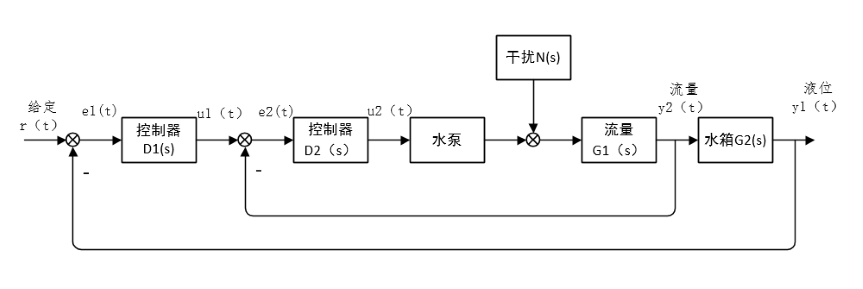 干扰N(s)
给定
r（t）
e1(t)
控制器
D1(s)
u1（t）
e2(t)
控制器
D2（s）
u2（t）
水泵
流量
G1（s）
流量
y2（t）
水箱G2(s)
液位
y1（t）
-
-